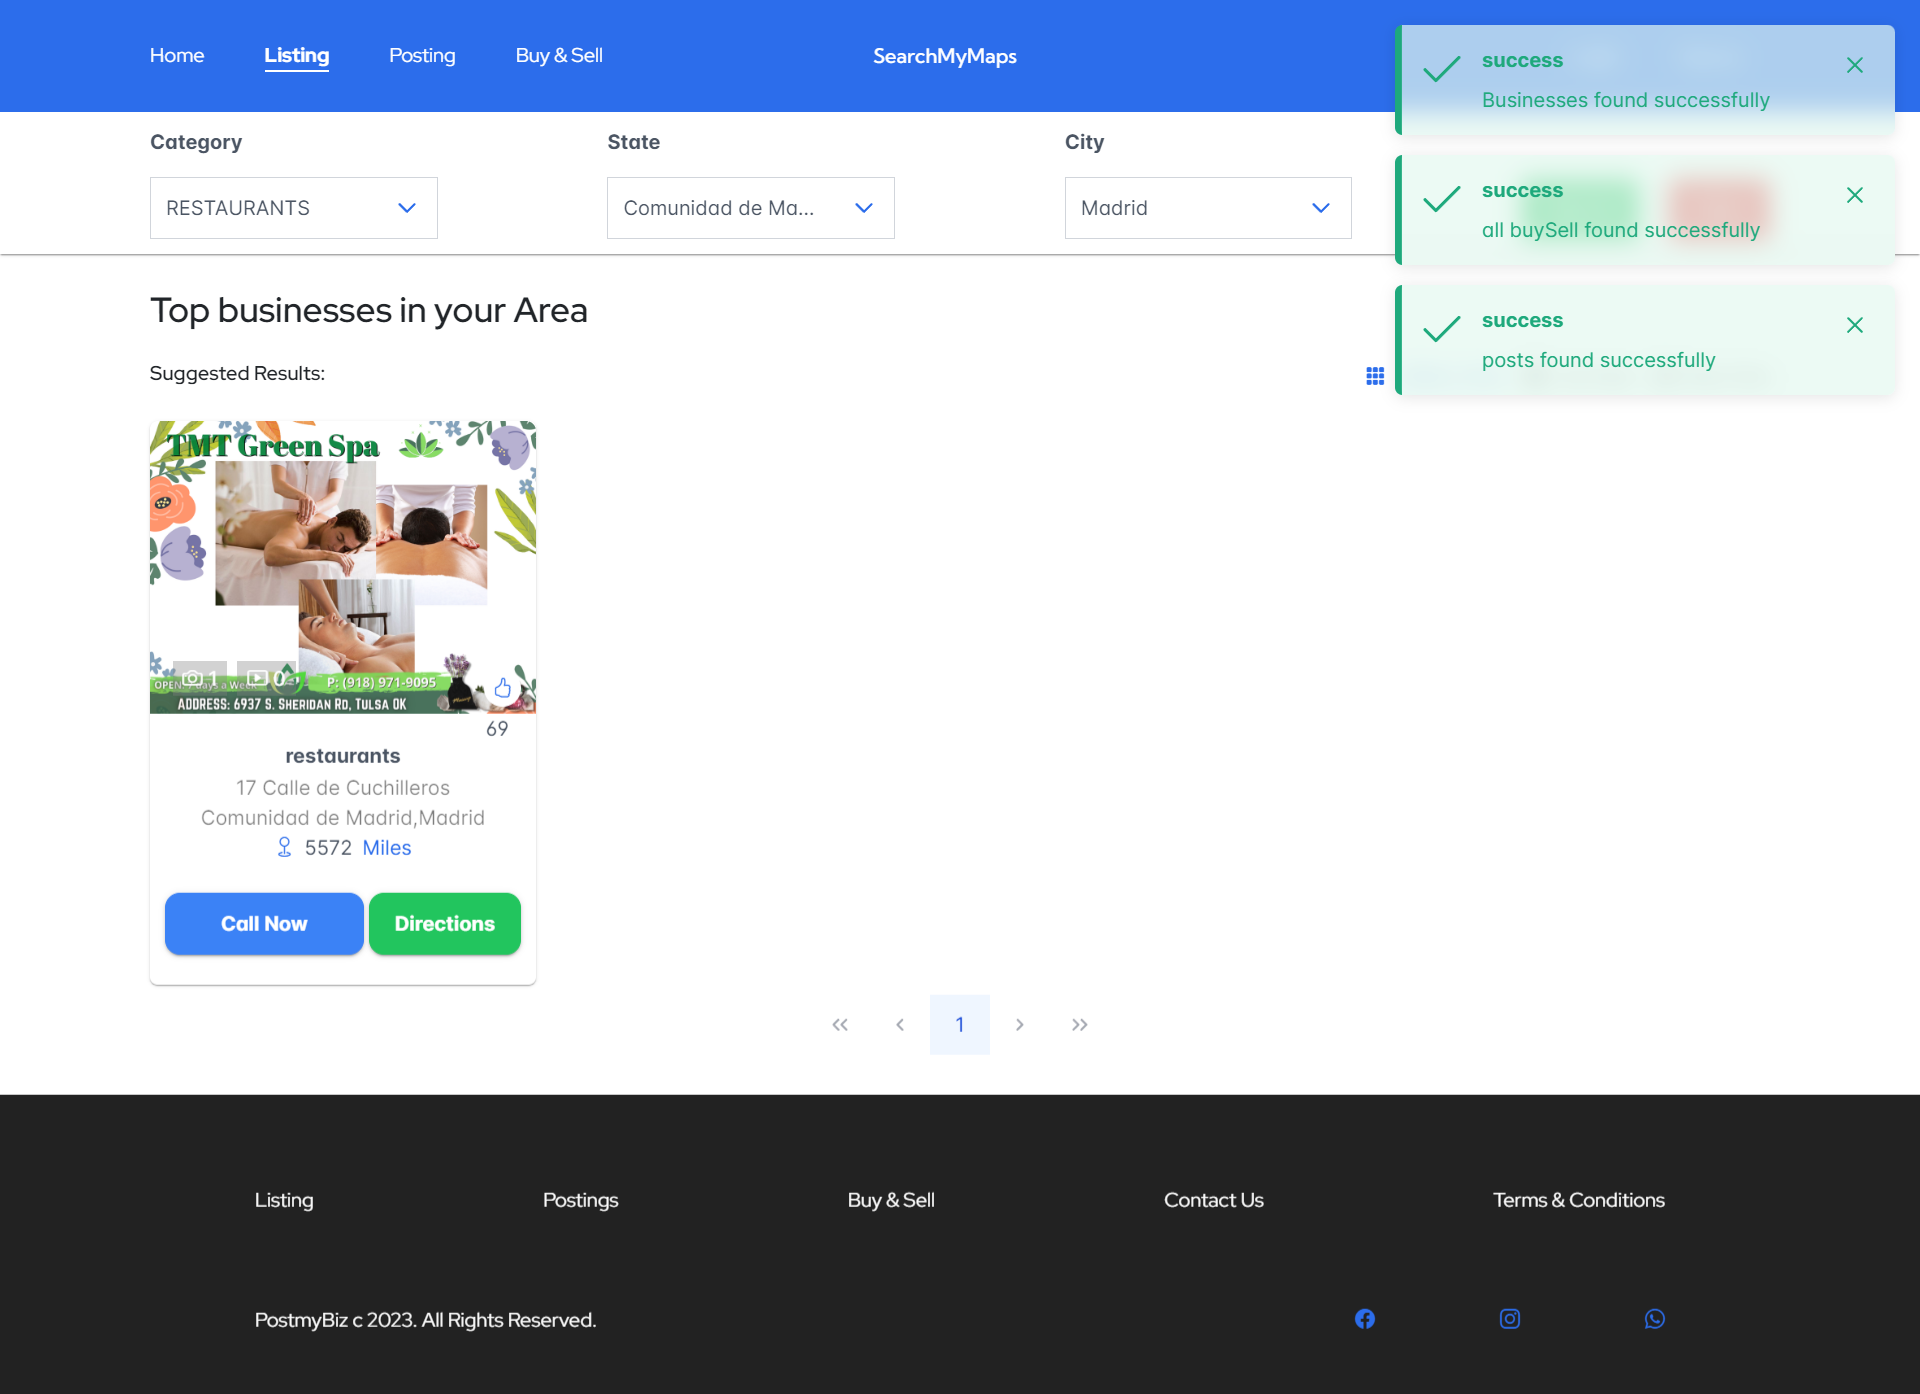 Home
Listing
Posting
Buy & Sell
SearchMyMaps
success
Businesses found successfully
success
all buySell found successfully
success
posts found successfully
Category
RESTAURANTS
State
Comunidad de Ma...
City
Madrid
Top businesses in your Area
Suggested Results:
TMT Green Spa
1
0
OPEN: 7 Days a Week
P: (918) 971-9095
ADDRESS: 6937 S. SHERIDAN RD, TULSA OK
69
restaurants
17 Calle de Cuchilleros
Comunidad de Madrid,Madrid
5572 Miles
Call Now
Directions
1
Listing
Postings
Buy & Sell
Contact Us
Terms & Conditions
PostmyBiz c 2023. All Rights Reserved.